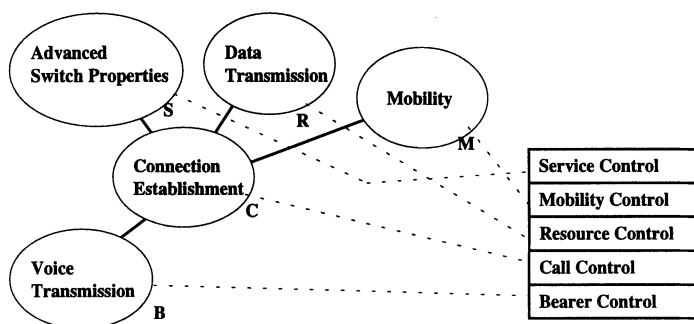 Advanced
Switch Properties
S
Data
Transmission
R
Mobility
M
Connection
Establishment
C
Voice
Transmission
B
Service Control
Mobility Control
Resource Control
Call Control
Bearer Control